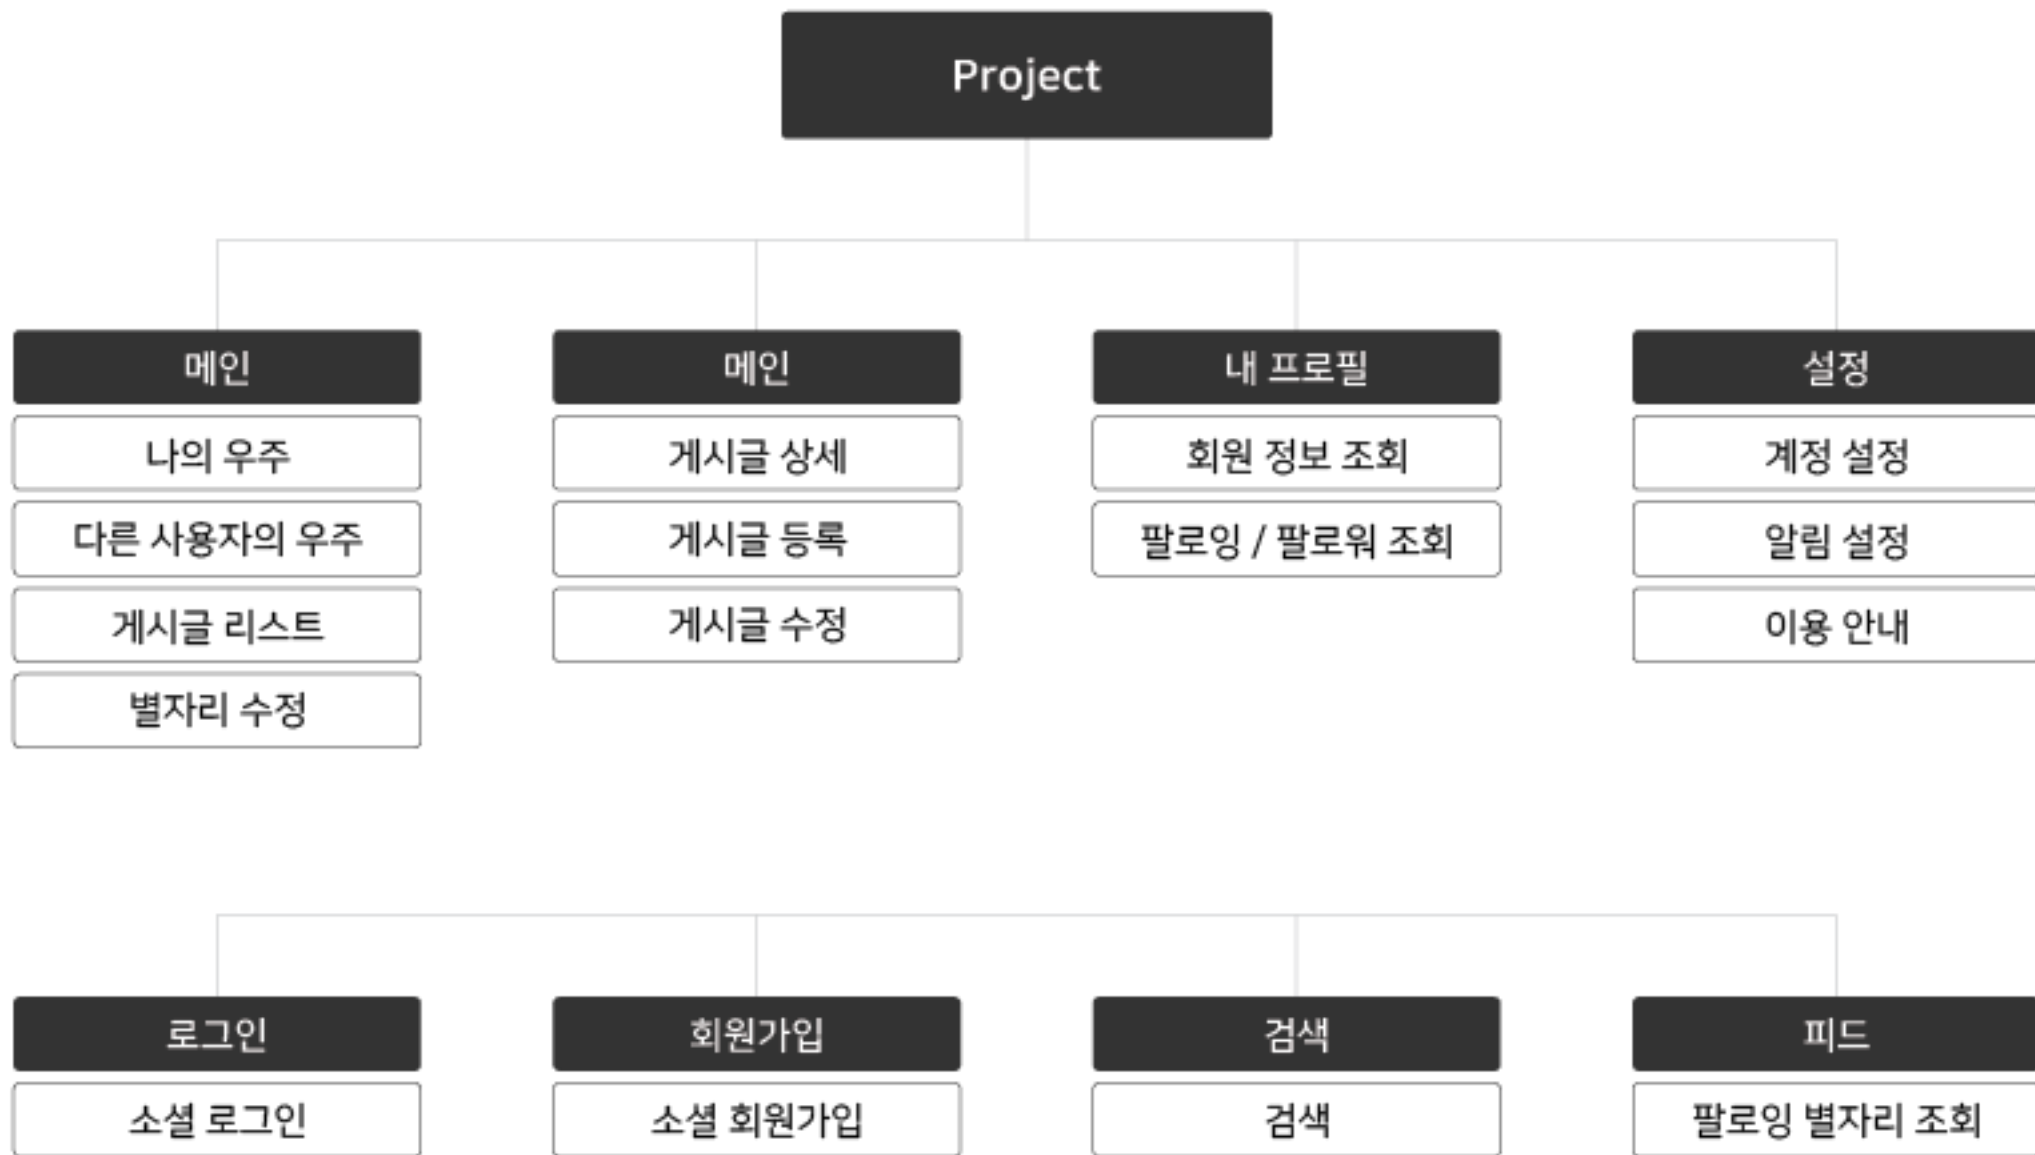 Project
메인
나의 우주
다른 사용자의 우주
게시글 리스트
별자리 수정
메인
게시글 상세
게시글 등록
게시글 수정
내 프로필
회원 정보 조회
팔로잉 / 팔로워 조회
설정
계정 설정
알림 설정
이용 안내
로그인
소셜 로그인
회원가입
소셜 회원가입
검색
검색
피드
팔로잉 별자리 조회